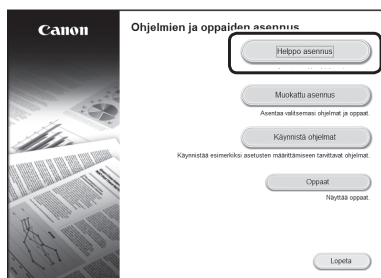 Canon
Ohjelmien ja oppaiden asennus
Helppo asennus
Muokattu asennus
Asentaa valitsemasi ohjelmat ja oppaat.
Käynnistä ohjelmat
Käynnistää esimerkiksi asetusten määrittämiseen tarvittavat ohjelmat.
Oppaat
Näyttää oppaat.
Lopeta